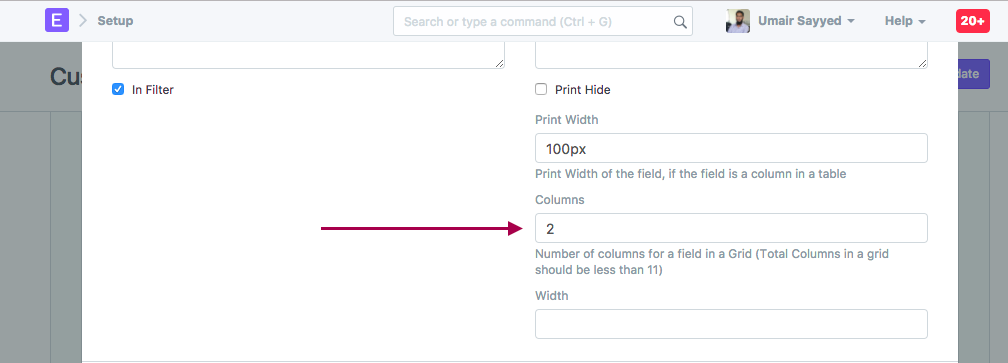 E
Setup
Search or type a command (Ctrl + G)
Umair Sayyed
Help
20+
Cus
date
In Filter
Print Hide
Print Width
100px
Print Width of the field, if the field is a column in a table
Columns
2
Number of columns for a field in a Grid (Total Columns in a grid
should be less than 11)
Width